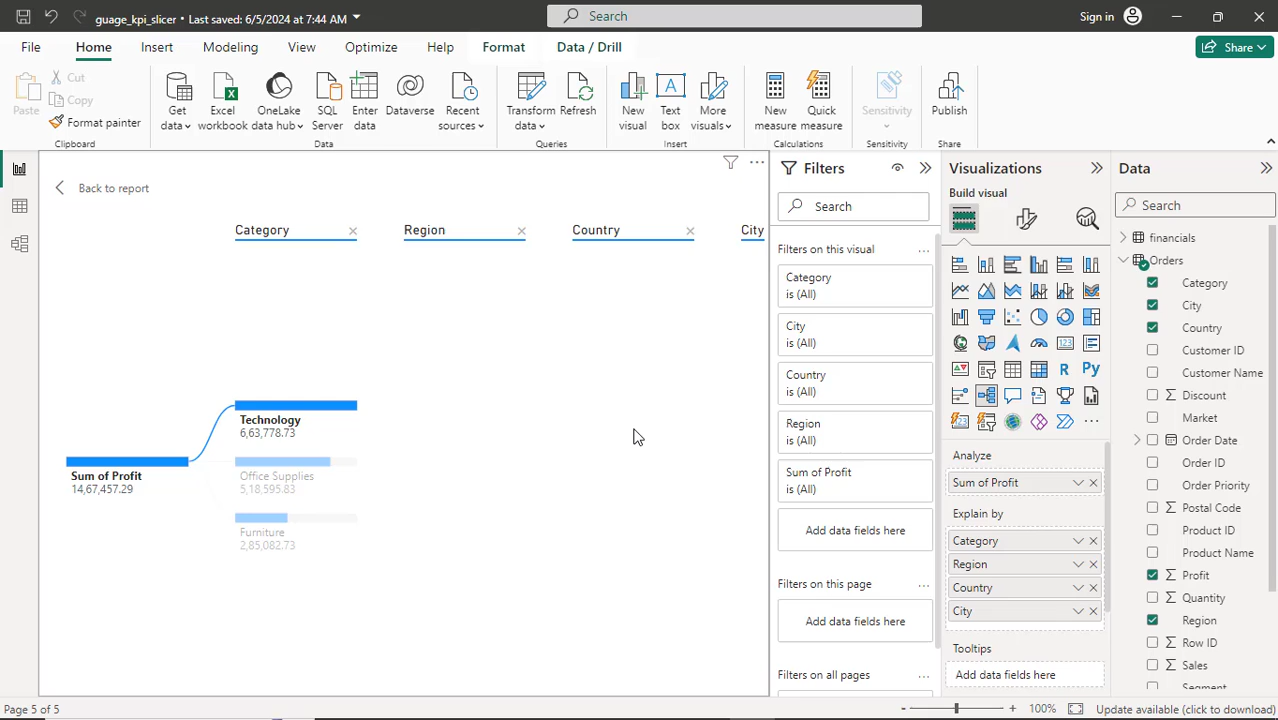 guage_kpi_slicer • Last saved: 6/5/2024 at 7:44 AM
Search
Sign in
File
Home
Insert
Modeling
View
Optimize
Help
Format
Data / Drill
Share
Paste
Cut
Copy
Format painter
Clipboard
Get data
Excel workbook
OneLake data hub
SQL Server
Enter data
Dataverse
Recent sources
Data
Transform data
Refresh
Queries
New visual
Text box
More visuals
Insert
New measure
Quick measure
Calculations
Sensitivity
Sensitivity
Publish
Share
Back to report
Category
Region
Country
City
Technology
6,63,778.73
Sum of Profit
14,67,457.29
Office Supplies
5,18,595.83
Furniture
2,85,082.73
Filters
Search
Filters on this visual
Category
is (All)
City
is (All)
Country
is (All)
Region
is (All)
Sum of Profit
is (All)
Add data fields here
Filters on this page
Add data fields here
Filters on all pages
Visualizations
Build visual
R
Py
Analyze
Sum of Profit
Explain by
Category
Region
Country
City
Tooltips
Add data fields here
Data
Search
financials
Orders
Category
City
Country
Customer ID
Customer Name
Discount
Market
Order Date
Order ID
Order Priority
Postal Code
Product ID
Product Name
Profit
Quantity
Region
Row ID
Sales
Segment
Page 5 of 5
100%
Update available (click to download)